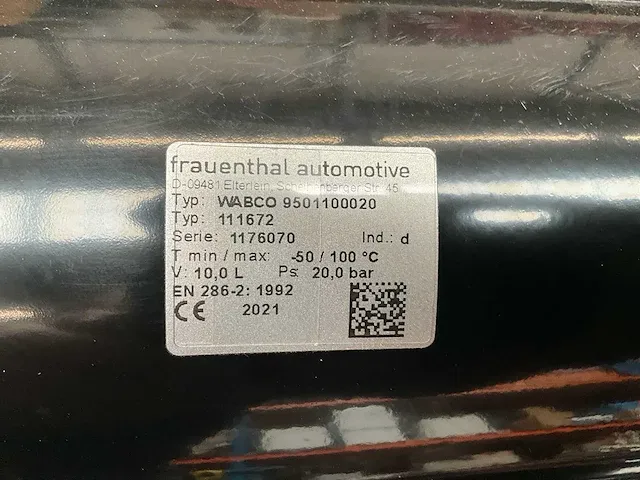 frauenthal automotive
D-09481 Elterlein, Scheibenberger Str. 45
Typ: WABCO 9501100020
Typ: 111672
Serie: 1176070 Ind.: d
T min / max: -50 / 100 °C
V: 10,0 L Ps: 20,0 bar
EN 286-2: 1992
CE 2021